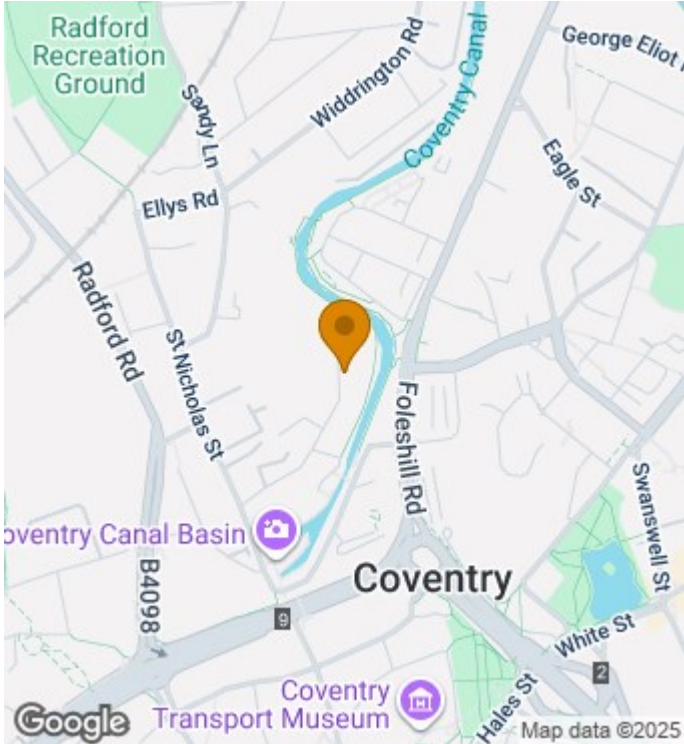 Radford
Recreation
Ground
Widdrington Rd
Coventry Canal
George Eliot
Sandy Ln
Eagle St
Ellys Rd
Radford Rd
St Nicholas St
Foleshill Rd
Swanswell St
oventry Canal Basin
Coventry
B4098
9
White St
2
Hales St
Coventry
Transport Museum
Google
Map data ©2025